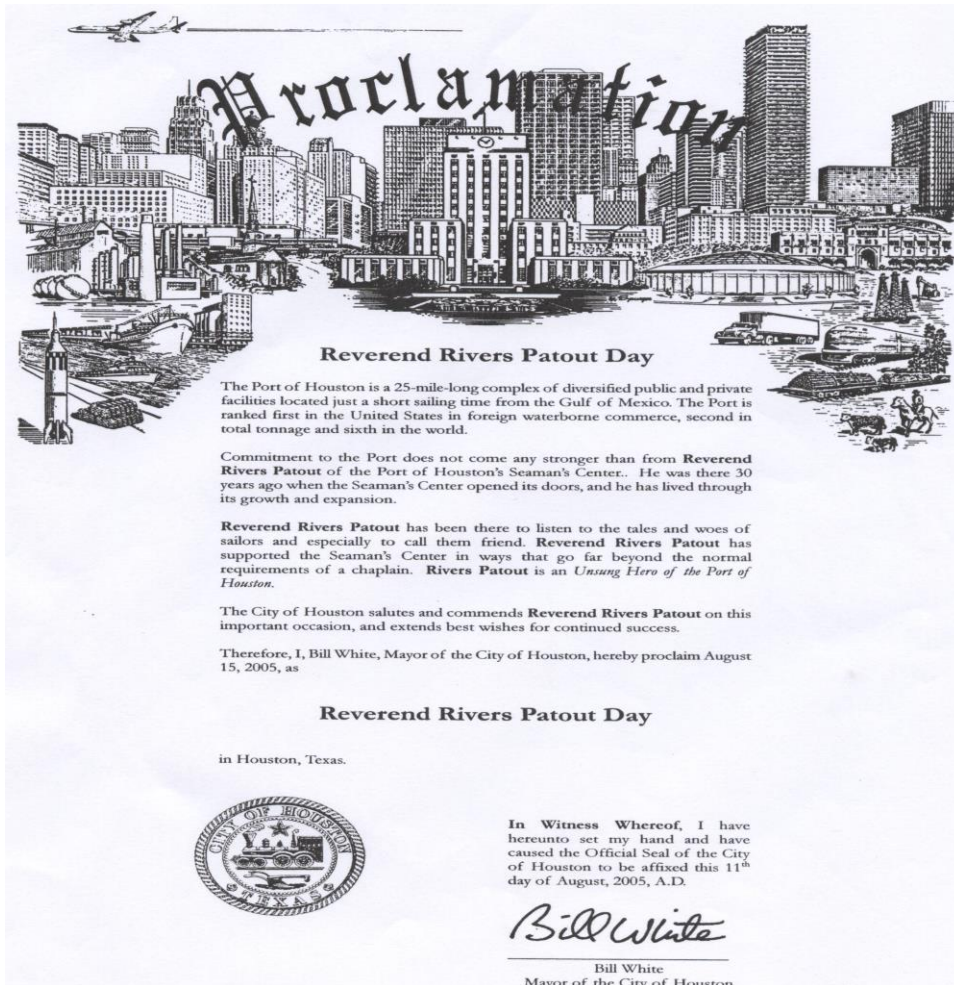 Proclamation
Reverend Rivers Patout Day
The Port of Houston is a 25-mile-long complex of diversified public and private
facilities located just a short sailing time from the Gulf of Mexico. The Port is
ranked first in the United States in foreign waterborne commerce, second in
total tonnage and sixth in the world.
Commitment to the Port does not come any stronger than from Reverend
Rivers Patout of the Port of Houston's Seaman's Center.. He was there 30
years ago when the Seaman's Center opened its doors, and he has lived through
its growth and expansion.
Reverend Rivers Patout has been there to listen to the tales and woes of
sailors and especially to call them friend. Reverend Rivers Patout has
supported the Seaman's Center in ways that go far beyond the normal
requirements of a chaplain. Rivers Patout is an Unsung Hero of the Port of
Houston.
The City of Houston salutes and commends Reverend Rivers Patout on this
important occasion, and extends best wishes for continued success.
Therefore, I, Bill White, Mayor of the City of Houston, hereby proclaim August
15, 2005, as
Reverend Rivers Patout Day
in Houston, Texas.
CITY OF HOUSTON
TEXAS
In Witness Whereof, I have
hereunto set my hand and have
caused the Official Seal of the City
of Houston to be affixed this 11th
day of August, 2005, A.D.
Bill White
Bill White
Mayor of the City of Houston